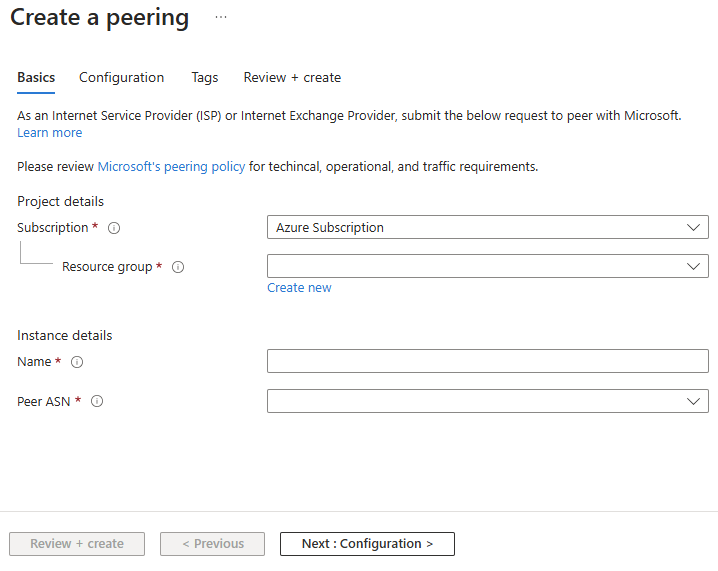 Create a peering ...
Basics Configuration Tags Review + create
As an Internet Service Provider (ISP) or Internet Exchange Provider, submit the below request to peer with Microsoft.
Learn more
Please review Microsoft's peering policy for techincal, operational, and traffic requirements.
Project details
Subscription * Azure Subscription
Resource group *
Create new
Instance details
Name *
Peer ASN *
Review + create < Previous Next : Configuration >